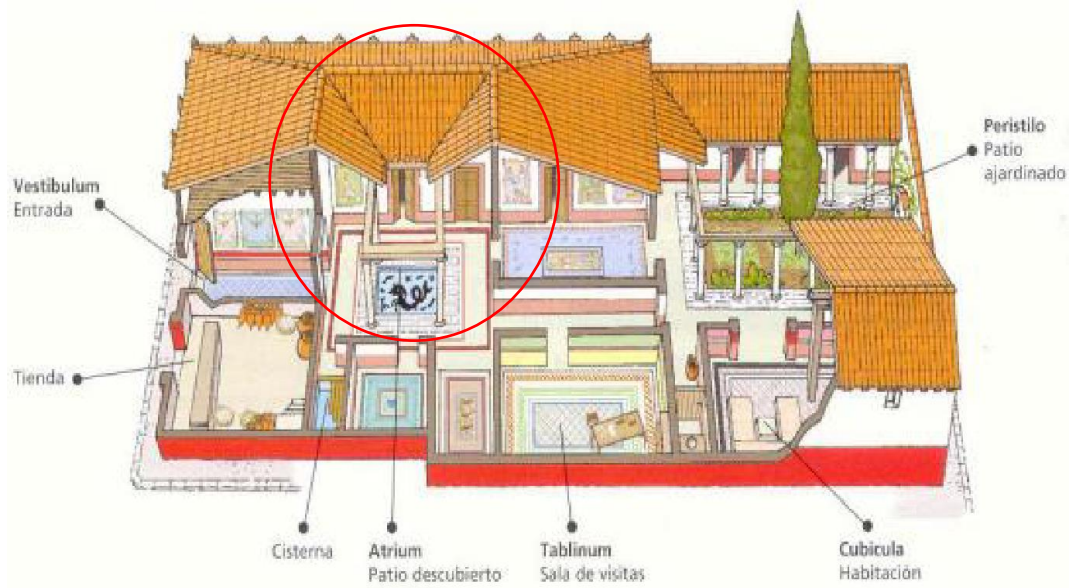 Peristilo
Patio
ajardinado
Vestibulum
Entrada
Tienda
Cisterna
Atrium
Patio descubierto
Tablinum
Sala de visitas
Cubicula
Habitación